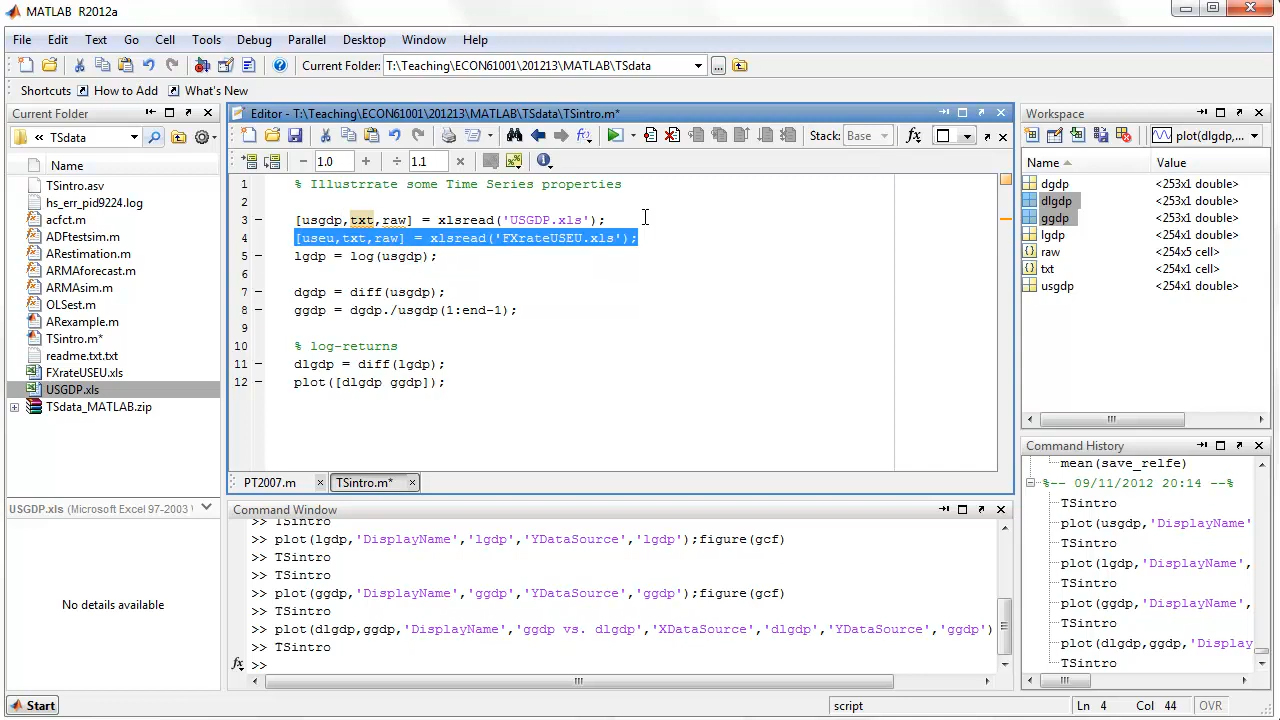 MATLAB R2012a
File Edit Text Go Cell Tools Debug Parallel Desktop Window Help
Current Folder: T:\Teaching\ECON61001\201213\MATLAB\TSdata
Shortcuts How to Add What's New
Current Folder
« TSdata
Name
TSintro.asv
hs_err_pid9224.log
acfct.m
ADFtestsim.m
ARestimation.m
ARMAforecast.m
ARMAsim.m
OLSest.m
ARexample.m
TSintro.m*
readme.txt.txt
FXrateUSEU.xls
USGDP.xls
TSdata_MATLAB.zip
USGDP.xls (Microsoft Excel 97-2003
No details available
Editor - T:\Teaching\ECON61001\201213\MATLAB\TSdata\TSintro.m*
Stack: Base
1.0
1.1
1 % Illustrrate some Time Series properties
2
3 [usgdp,txt,raw] = xlsread('USGDP.xls');
4 [useu,txt,raw] = xlsread('FXrateUSEU.xls');
5 lgdp = log(usgdp);
6
7 dgdp = diff(usgdp);
8 ggdp = dgdp./usgdp(1:end-1);
9
10 % log-returns
11 dlgdp = diff(lgdp);
12 plot([dlgdp ggdp]);
PT2007.m TSintro.m*
Command Window
>> TSintro
>> plot(lgdp,'DisplayName','lgdp','YDataSource','lgdp');figure(gcf)
>> TSintro
>> TSintro
>> plot(ggdp,'DisplayName','ggdp','YDataSource','ggdp');figure(gcf)
>> TSintro
>> plot(dlgdp,ggdp,'DisplayName','ggdp vs. dlgdp','XDataSource','dlgdp','YDataSource','ggdp')
>> TSintro
>>
Workspace
plot(dlgdp,...
Name Value
dgdp <253x1 double>
dlgdp <253x1 double>
ggdp <253x1 double>
lgdp <254x1 double>
raw <254x5 cell>
txt <254x1 cell>
usgdp <254x1 double>
Command History
mean(save_relfe)
%-- 09/11/2012 20:14 --%
TSintro
plot(usgdp,'DisplayName'
TSintro
plot(lgdp,'DisplayName',
TSintro
plot(ggdp,'DisplayName',
TSintro
plot(dlgdp,ggdp,'Display
TSintro
Start
script
Ln 4 Col 44 OVR